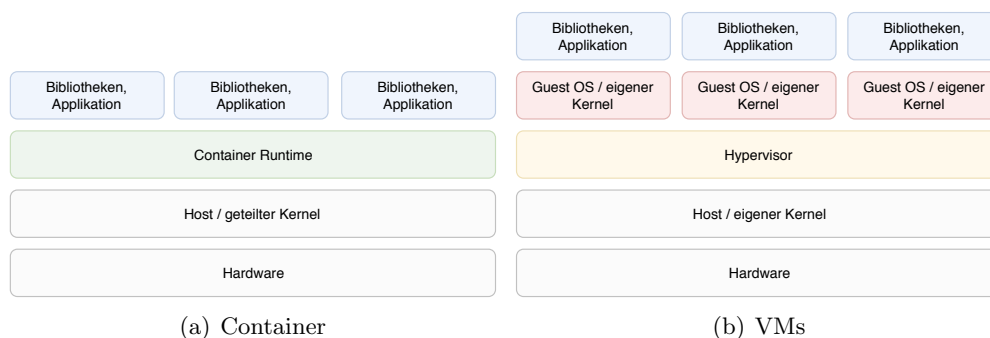 Bibliotheken,
Applikation
Bibliotheken,
Applikation
Bibliotheken,
Applikation
Container Runtime
Host / geteilter Kernel
Hardware
(a) Container
Bibliotheken,
Applikation
Bibliotheken,
Applikation
Bibliotheken,
Applikation
Guest OS / eigener
Kernel
Guest OS / eigener
Kernel
Guest OS / eigener
Kernel
Hypervisor
Host / eigener Kernel
Hardware
(b) VMs